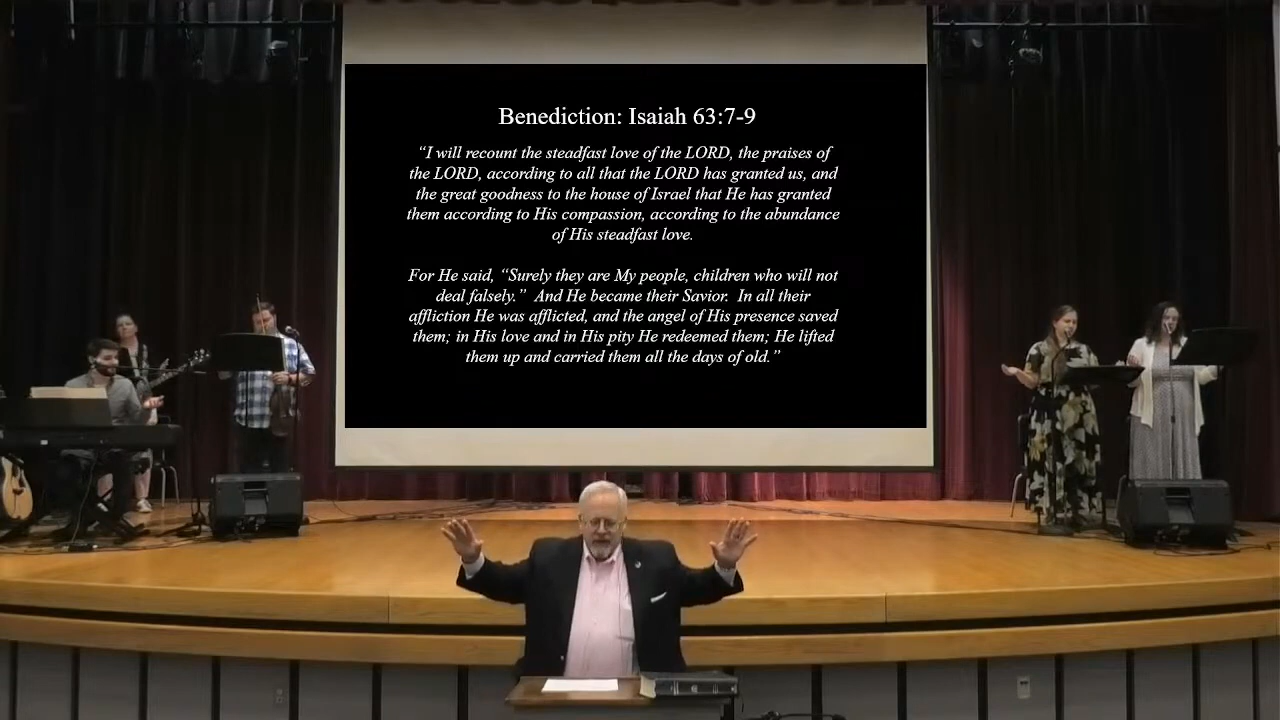 Benediction: Isaiah 63:7-9
“I will recount the steadfast love of the LORD, the praises of
the LORD, according to all that the LORD has granted us, and
the great goodness to the house of Israel that He has granted
them according to His compassion, according to the abundance
of His steadfast love.
For He said, “Surely they are My people, children who will not
deal falsely.”  And He became their Savior.  In all their
affliction He was afflicted, and the angel of His presence saved
them; in His love and in His pity He redeemed them; He lifted
them up and carried them all the days of old.”